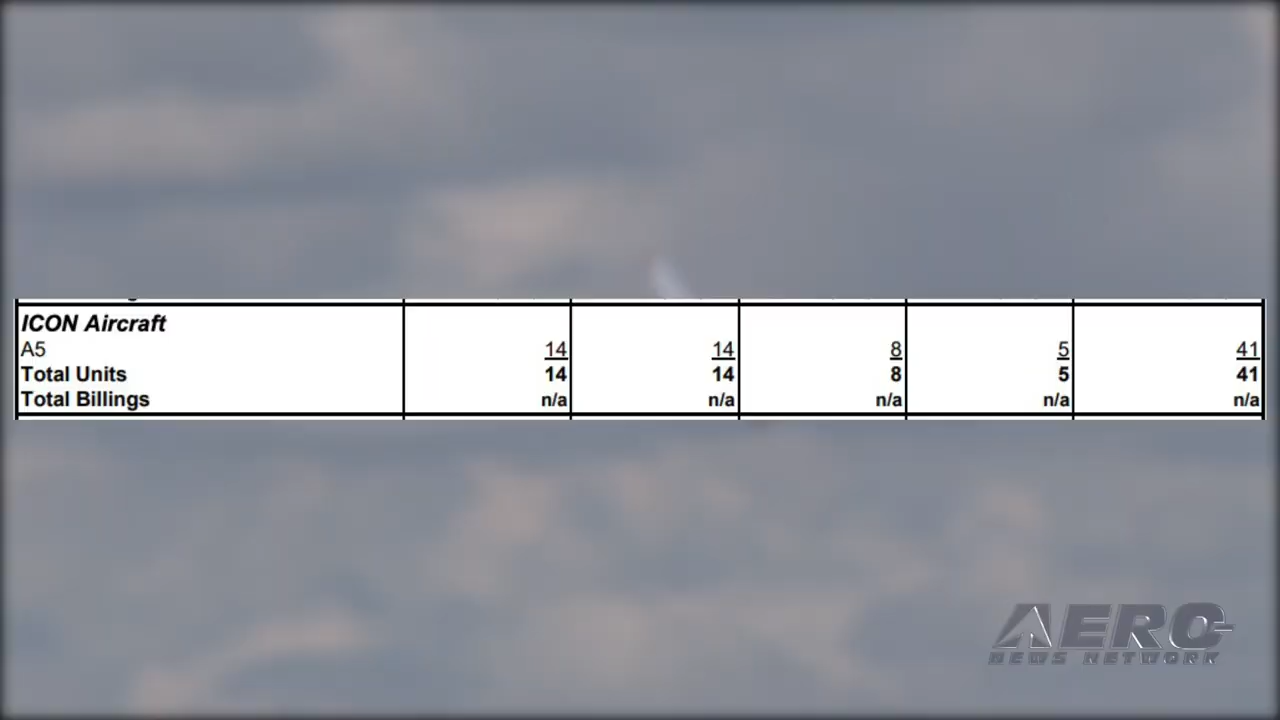 ICON Aircraft
A5 14 14 8 5 41
Total Units 14 14 8 5 41
Total Billings n/a n/a n/a n/a n/a
AERO
NEWS NETWORK